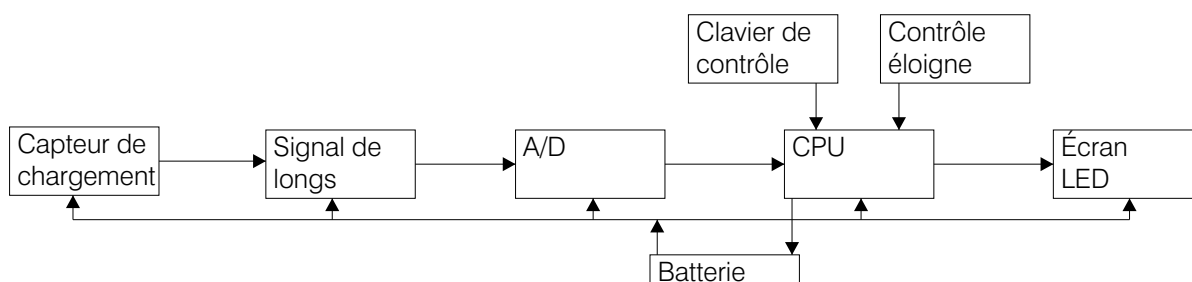 Clavier de
contrôle
Contrôle
éloigne
Capteur de
chargement
Signal de
longs
A/D
CPU
Écran
LED
Batterie